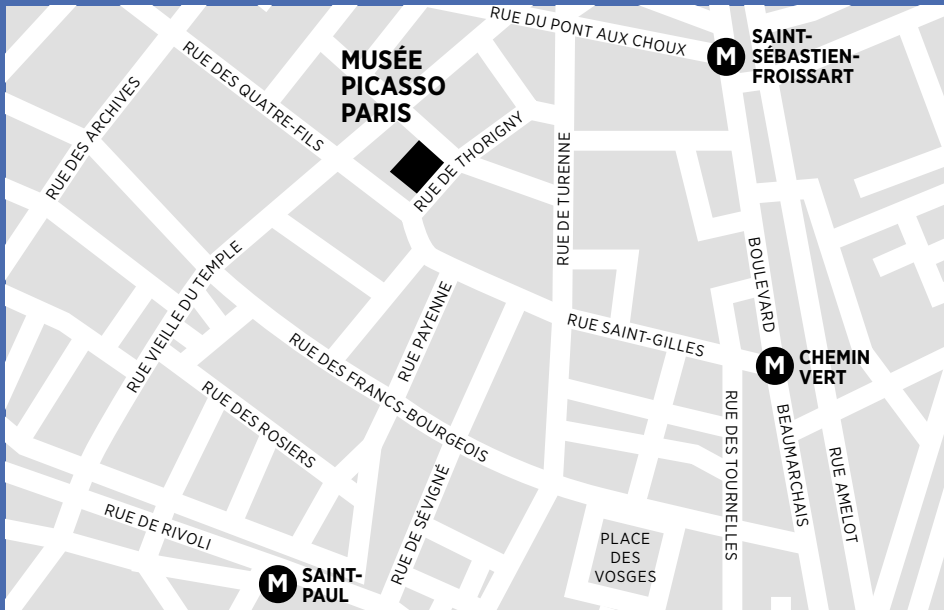 RUE DU PONT AUX CHOUX
M
SAINT-
SÉBASTIEN-
FROISSART
MUSÉE
PICASSO
PARIS
RUE DES QUATRE-FILS
RUE DES ARCHIVES
RUE DE THORIGNY
RUE DE TURENNE
RUE VIEILLE DU TEMPLE
BOULEVARD
RUE PAYENNE
RUE SAINT-GILLES
RUE DES FRANCS-BOURGEOIS
M
CHEMIN
VERT
RUE DES ROSIERS
RUE DES TOURNELLES
BEAUMARCHAIS
RUE AMELOT
RUE DE SÉVIGNÉ
RUE DE RIVOLI
PLACE
DES
VOSGES
M
SAINT-
PAUL